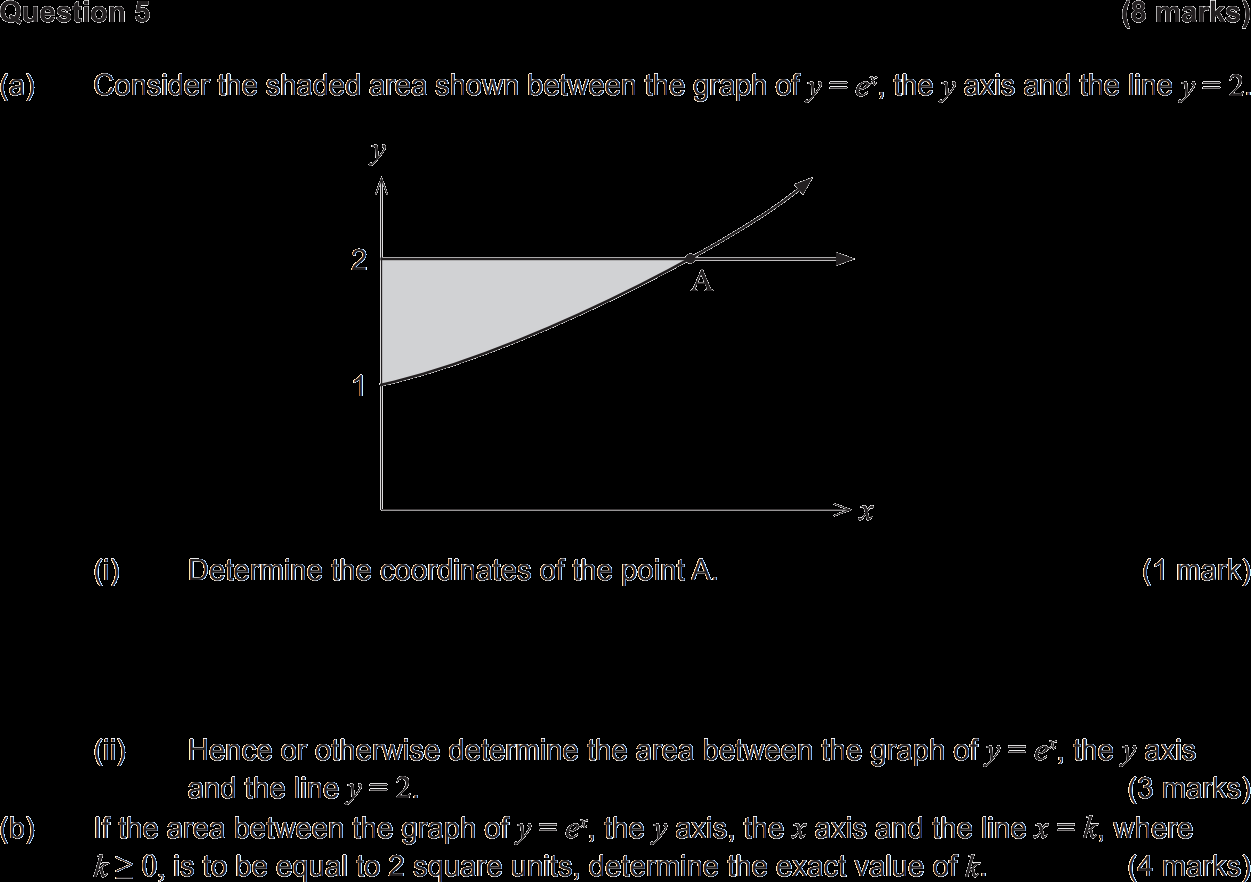 Question 5 (8 marks)
(a) Consider the shaded area shown between the graph of y = eˣ, the y axis and the line y = 2.
y
2
A
1
x
(i) Determine the coordinates of the point A. (1 mark)
(ii) Hence or otherwise determine the area between the graph of y = eˣ, the y axis
and the line y = 2. (3 marks)
(b) If the area between the graph of y = eˣ, the y axis, the x axis and the line x = k, where
k ≥ 0, is to be equal to 2 square units, determine the exact value of k. (4 marks)